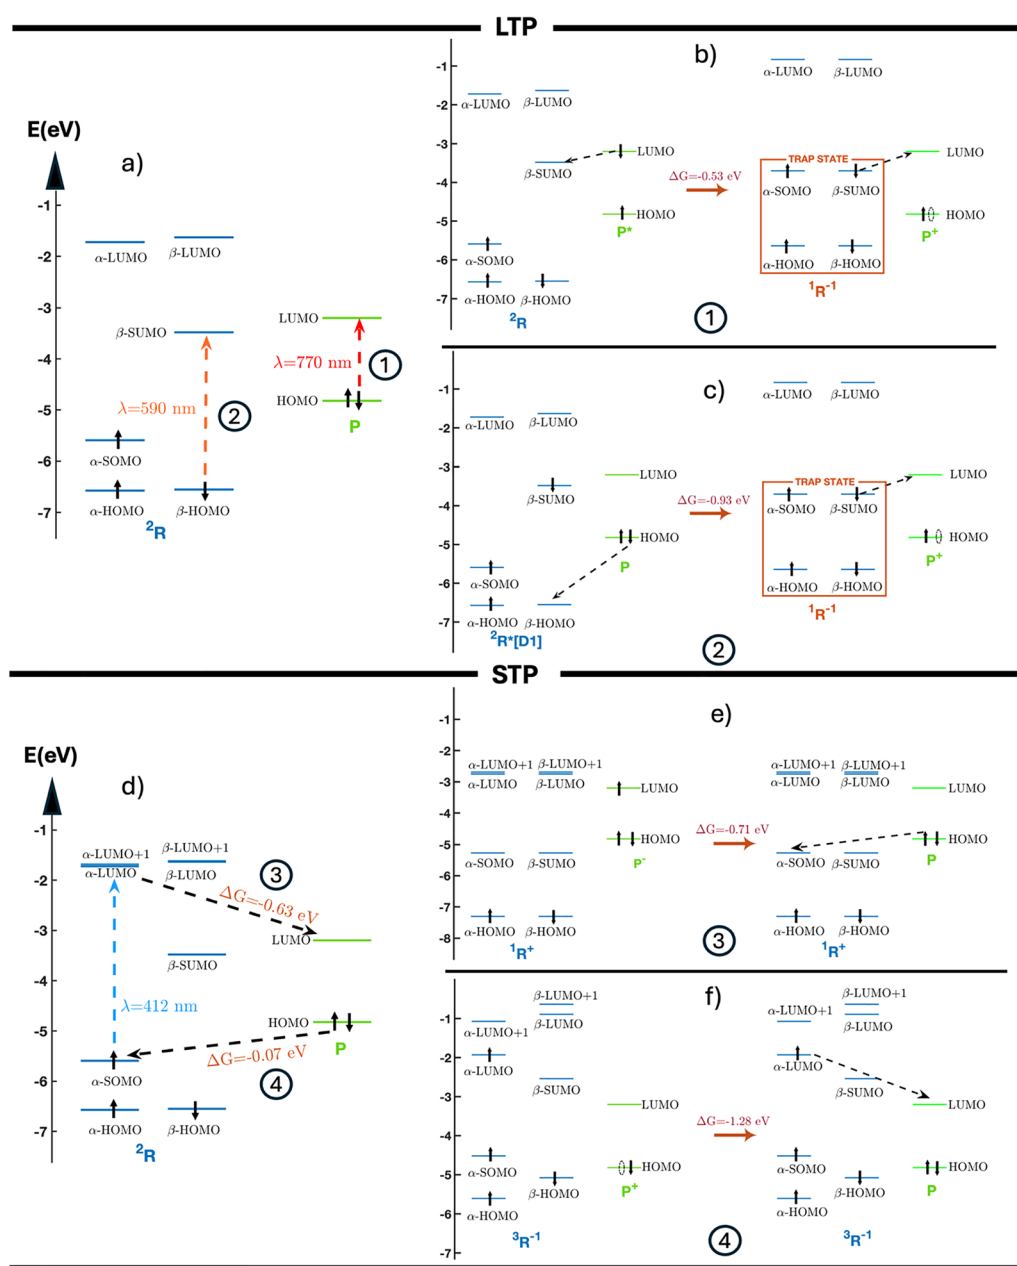 LTP
E(eV)
a)
-1
-2
-3
-4
-5
-6
-7
α-LUMO
β-LUMO
β-SUMO
λ=590 nm
2
α-SOMO
α-HOMO
β-HOMO
²R
LUMO
λ=770 nm
1
HOMO
P
b)
-1
-2
-3
-4
-5
-6
-7
α-LUMO
β-LUMO
β-SUMO
α-SOMO
α-HOMO
β-HOMO
²R
LUMO
HOMO
P*
ΔG=-0.53 eV
α-LUMO
β-LUMO
TRAP STATE
α-SOMO
β-SUMO
α-HOMO
β-HOMO
¹R⁻¹
LUMO
HOMO
P⁺
1
c)
-1
-2
-3
-4
-5
-6
-7
α-LUMO
β-LUMO
β-SUMO
α-SOMO
α-HOMO
β-HOMO
²R*[D1]
LUMO
HOMO
P
ΔG=-0.93 eV
α-LUMO
β-LUMO
TRAP STATE
α-SOMO
β-SUMO
α-HOMO
β-HOMO
¹R⁻¹
LUMO
HOMO
P⁺
2
STP
E(eV)
d)
-1
-2
-3
-4
-5
-6
-7
α-LUMO+1
α-LUMO
β-LUMO+1
β-LUMO
3
ΔG=-0.63 eV
LUMO
β-SUMO
λ=412 nm
HOMO
P
ΔG=-0.07 eV
4
α-SOMO
α-HOMO
β-HOMO
²R
e)
-1
-2
-3
-4
-5
-6
-7
-8
α-LUMO+1
β-LUMO+1
α-LUMO
β-LUMO
α-SOMO
β-SUMO
α-HOMO
β-HOMO
¹R⁺
LUMO
HOMO
P⁻
ΔG=-0.71 eV
α-LUMO+1
β-LUMO+1
α-LUMO
β-LUMO
α-SOMO
β-SUMO
α-HOMO
β-HOMO
¹R⁺
LUMO
HOMO
P
3
f)
-1
-2
-3
-4
-5
-6
-7
β-LUMO+1
α-LUMO+1
β-LUMO
α-LUMO
β-SUMO
α-SOMO
β-HOMO
α-HOMO
³R⁻¹
LUMO
HOMO
P⁺
ΔG=-1.28 eV
β-LUMO+1
α-LUMO+1
β-LUMO
α-LUMO
β-SUMO
α-SOMO
β-HOMO
α-HOMO
³R⁻¹
LUMO
HOMO
P
4